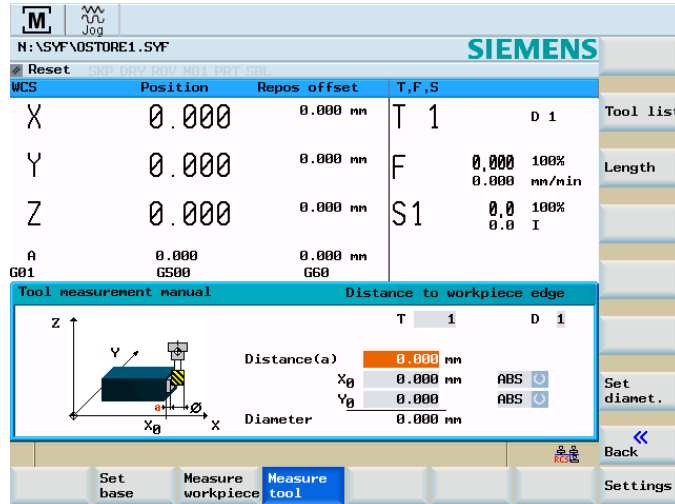 M
Jog
N:\SYF\OSTORE1.SYF
SIEMENS
Reset SKP DRY ROV M01 PRT SBL
WCS Position Repos offset T,F,S
X 0.000 0.000 mm T 1 D 1
Tool lis
Y 0.000 0.000 mm F 0,000 100%
0.000 mm/min
Length
Z 0.000 0.000 mm S1 0,0 100%
0.0 I
A 0.000 0.000 mm
G01 G500 G60
Tool measurement manual Distance to workpiece edge
T 1 D 1
Z
Y
a Ø
X0 X
Distance(a) 0.000 mm
X0 0.000 mm ABS
Y0 0.000 ABS
Diameter 0.000 mm
Set
diamet.
RCS
«
Back
Set
base
Measure
workpiece
Measure
tool
Settings